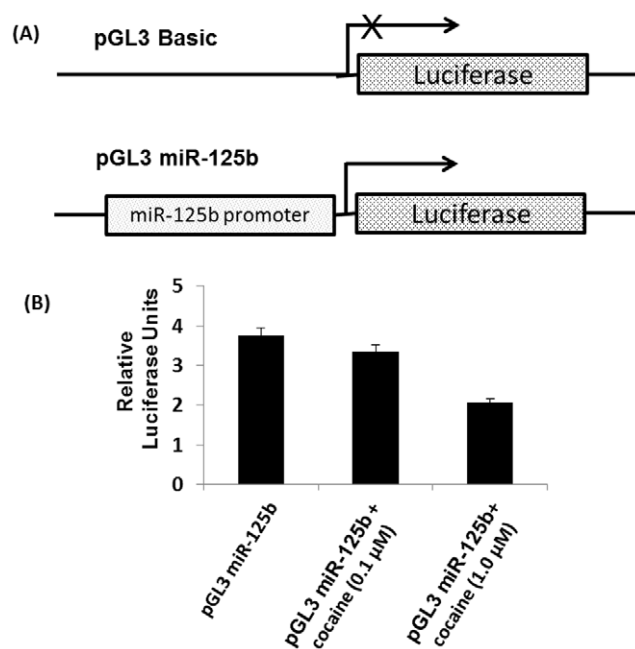 (A)
pGL3 Basic
X
Luciferase
pGL3 miR-125b
miR-125b promoter
Luciferase
(B)
Relative
Luciferase Units
5
4
3
2
1
0
pGL3 miR-125b
pGL3 miR-125b +
cocaine (0.1 µM)
pGL3 miR-125b+
cocaine (1.0 µM)